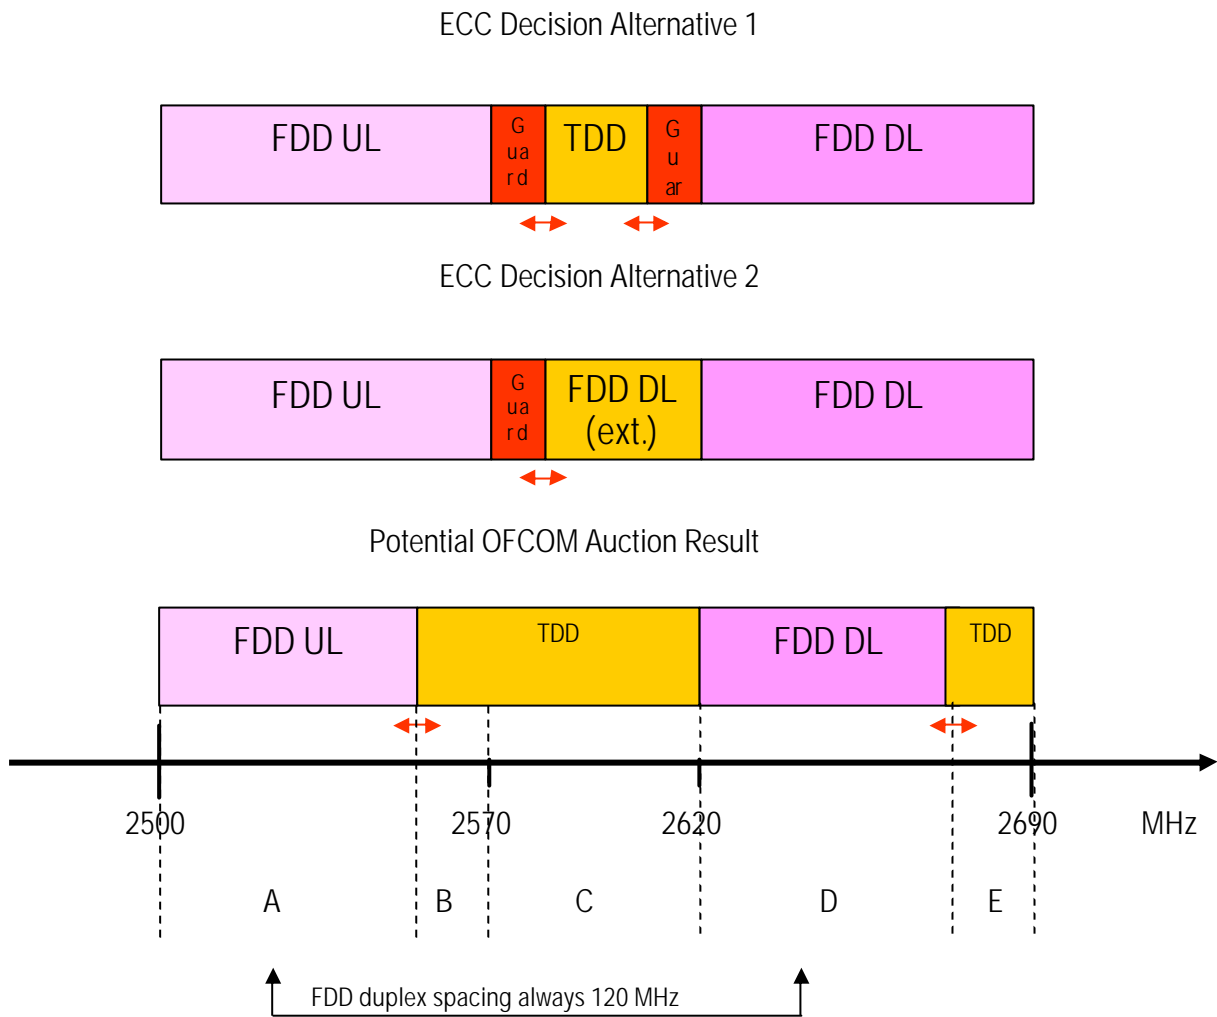 ECC Decision Alternative 1
FDD UL
G
ua
rd
TDD
G
u
ar
FDD DL
ECC Decision Alternative 2
FDD UL
G
ua
rd
FDD DL
(ext.)
FDD DL
Potential OFCOM Auction Result
FDD UL
TDD
FDD DL
TDD
2500
2570
2620
2690
MHz
A
B
C
D
E
FDD duplex spacing always 120 MHz